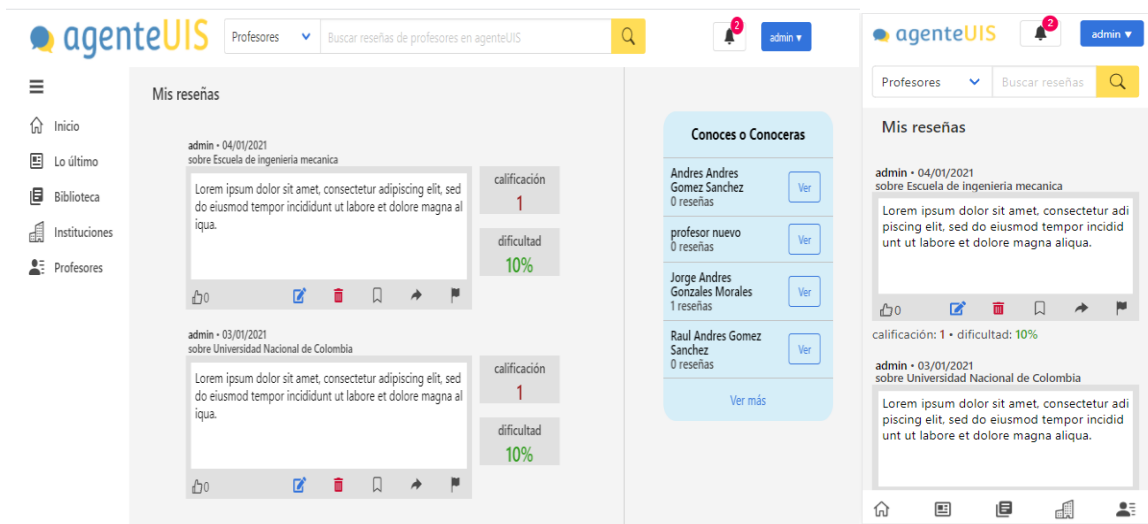 agenteUIS
Profesores
Buscar reseñas de profesores en agenteUIS
2
admin ▾
Inicio
Lo último
Biblioteca
Instituciones
Profesores
Mis reseñas
admin • 04/01/2021
sobre Escuela de ingenieria mecanica
Lorem ipsum dolor sit amet, consectetur adipiscing elit, sed
do eiusmod tempor incididunt ut labore et dolore magna al
iqua.
0
calificación
1
dificultad
10%
admin • 03/01/2021
sobre Universidad Nacional de Colombia
Lorem ipsum dolor sit amet, consectetur adipiscing elit, sed
do eiusmod tempor incididunt ut labore et dolore magna al
iqua.
0
calificación
1
dificultad
10%
Conoces o Conoceras
Andres Andres
Gomez Sanchez
0 reseñas
Ver
profesor nuevo
0 reseñas
Ver
Jorge Andres
Gonzales Morales
1 reseñas
Ver
Raul Andres Gomez
Sanchez
0 reseñas
Ver
Ver más
agenteUIS
2
admin ▾
Profesores
Buscar reseñas
Mis reseñas
admin • 04/01/2021
sobre Escuela de ingenieria mecanica
Lorem ipsum dolor sit amet, consectetur adi
piscing elit, sed do eiusmod tempor incidid
unt ut labore et dolore magna aliqua.
0
calificación: 1 • dificultad: 10%
admin • 03/01/2021
sobre Universidad Nacional de Colombia
Lorem ipsum dolor sit amet, consectetur adi
piscing elit, sed do eiusmod tempor incidid
unt ut labore et dolore magna aliqua.